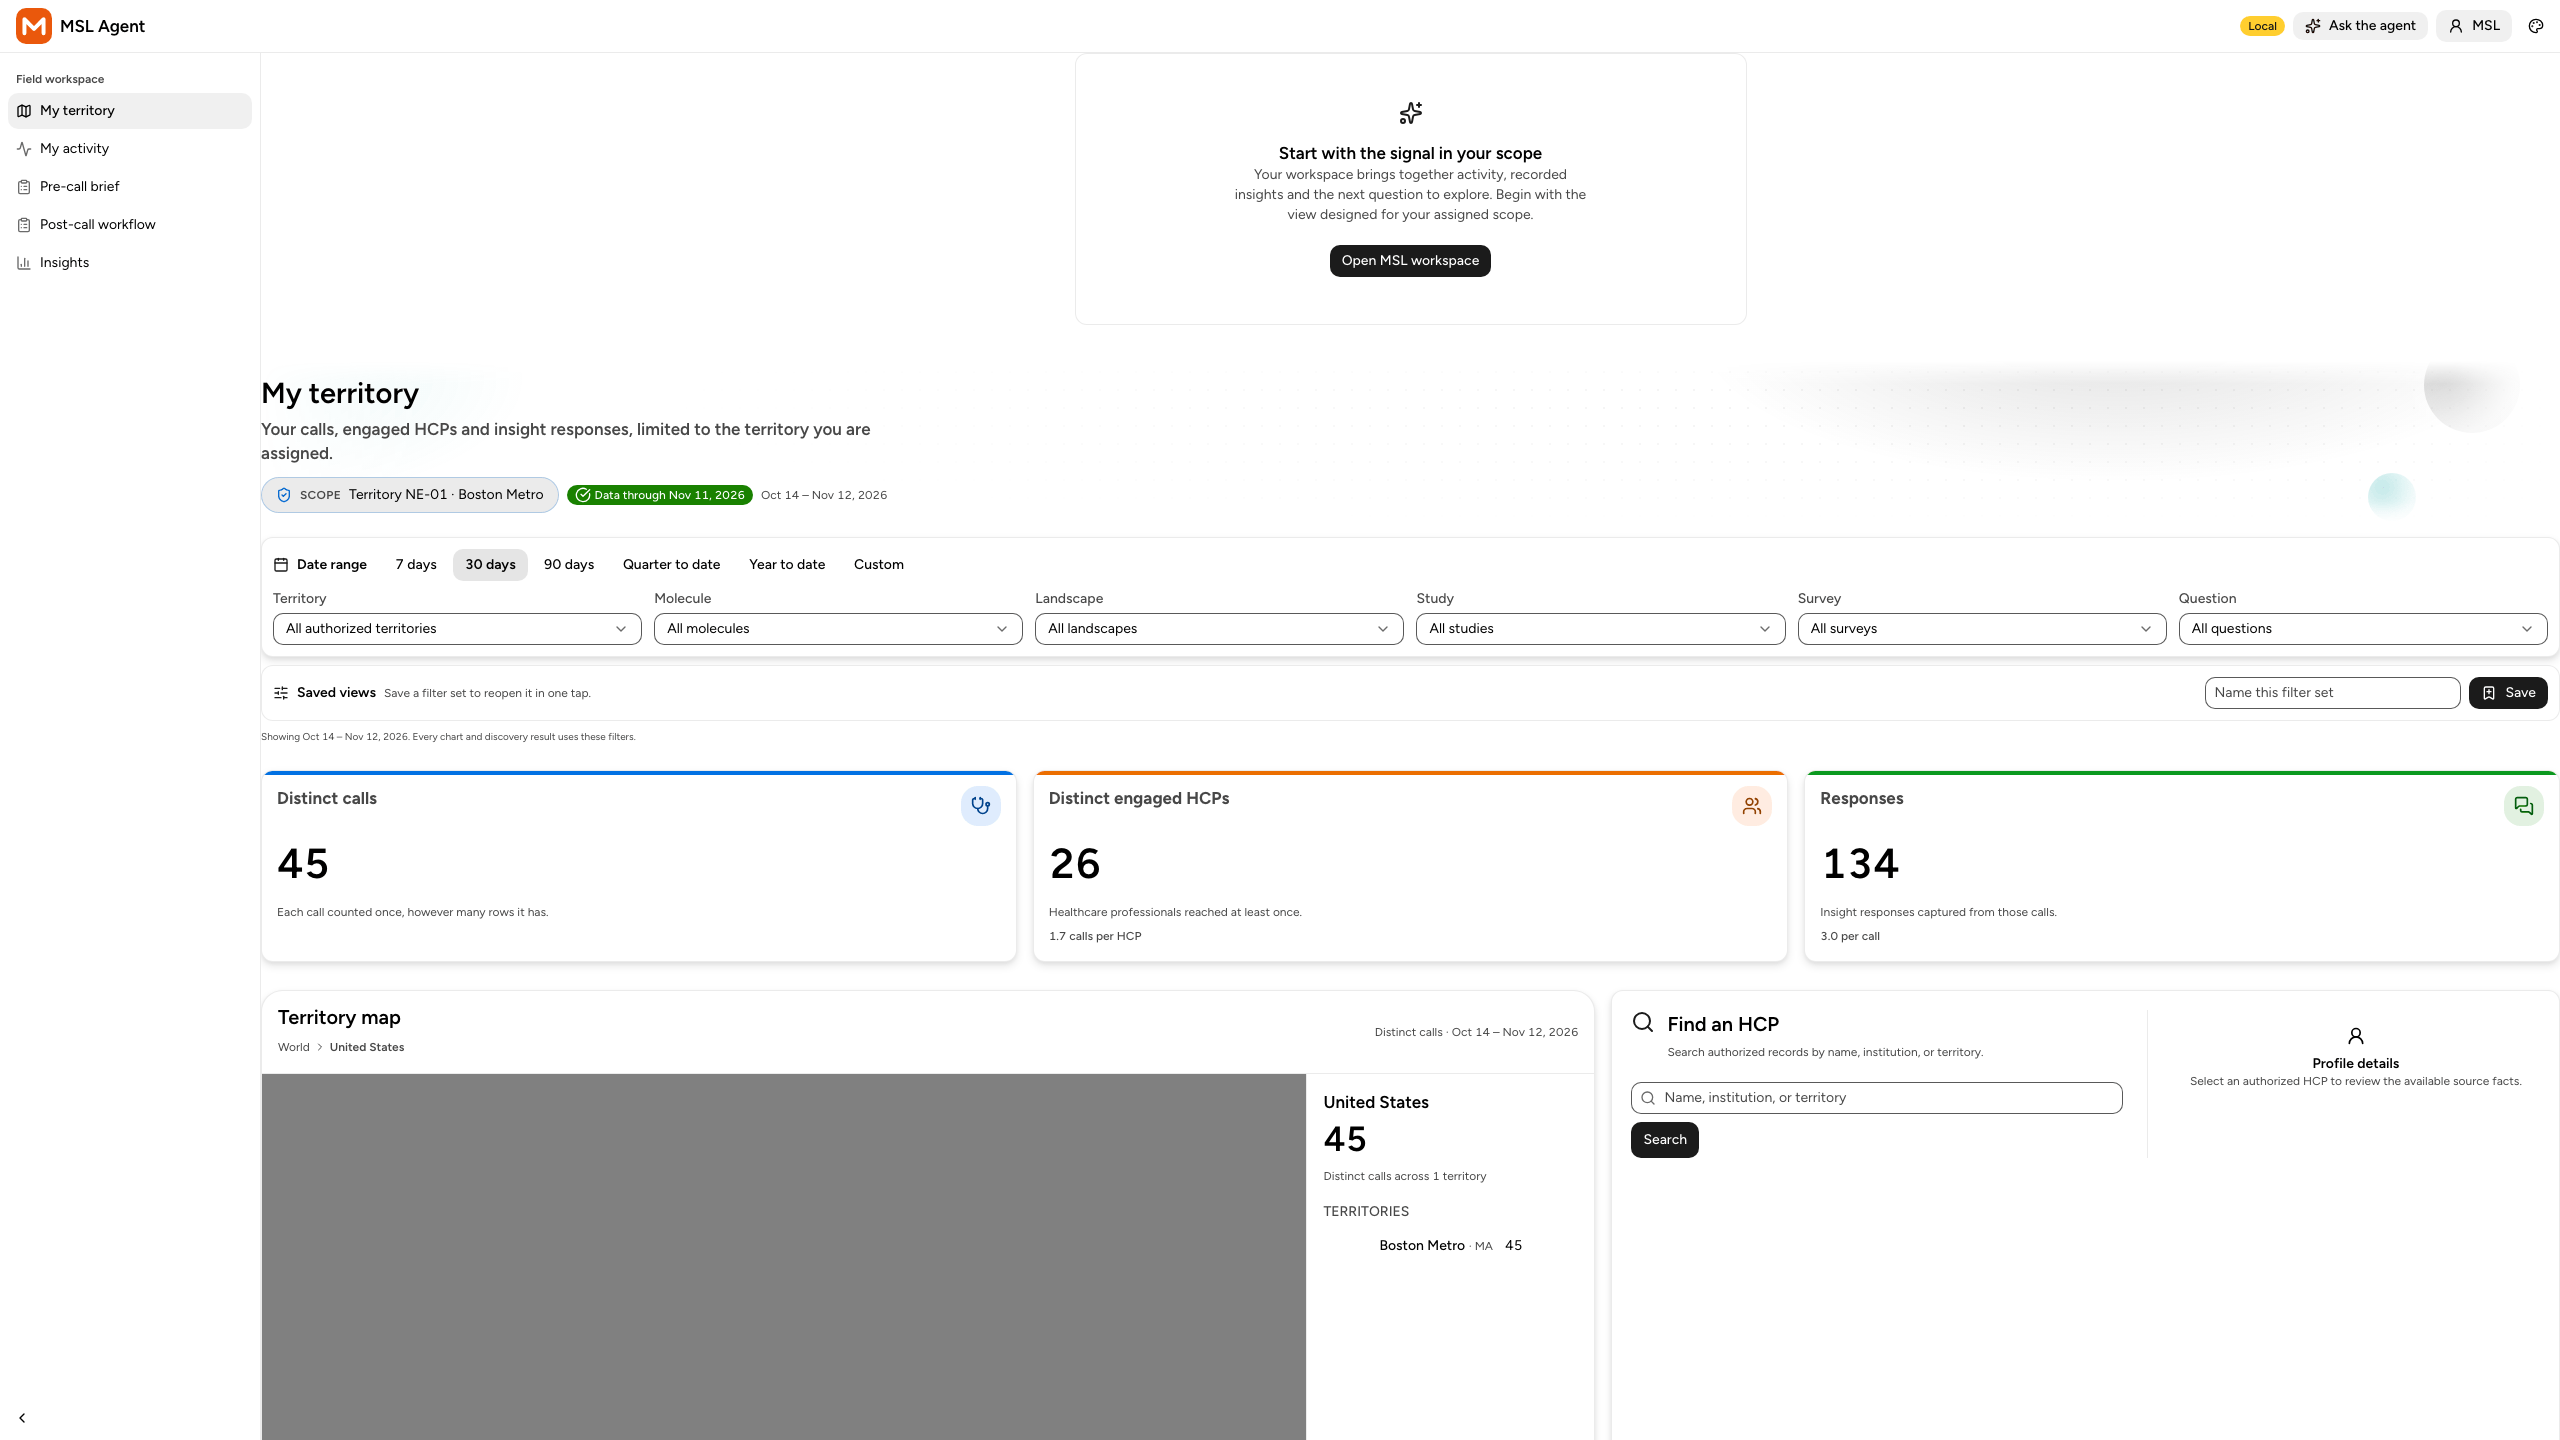 MSL Agent
Local
Ask the agent
MSL
Field workspace
My territory
My activity
Pre-call brief
Post-call workflow
Insights
Start with the signal in your scope
Your workspace brings together activity, recorded
insights and the next question to explore. Begin with the
view designed for your assigned scope.
Open MSL workspace
My territory
Your calls, engaged HCPs and insight responses, limited to the territory you are
assigned.
SCOPE Territory NE-01 · Boston Metro
Data through Nov 11, 2026
Oct 14 – Nov 12, 2026
Date range
7 days
30 days
90 days
Quarter to date
Year to date
Custom
Territory
Molecule
Landscape
Study
Survey
Question
All authorized territories
All molecules
All landscapes
All studies
All surveys
All questions
Saved views
Save a filter set to reopen it in one tap.
Name this filter set
Save
Showing Oct 14 – Nov 12, 2026. Every chart and discovery result uses these filters.
Distinct calls
45
Each call counted once, however many rows it has.
Distinct engaged HCPs
26
Healthcare professionals reached at least once.
1.7 calls per HCP
Responses
134
Insight responses captured from those calls.
3.0 per call
Territory map
World
United States
Distinct calls · Oct 14 – Nov 12, 2026
United States
45
Distinct calls across 1 territory
TERRITORIES
Boston Metro · MA 45
Find an HCP
Search authorized records by name, institution, or territory.
Name, institution, or territory
Search
Profile details
Select an authorized HCP to review the available source facts.